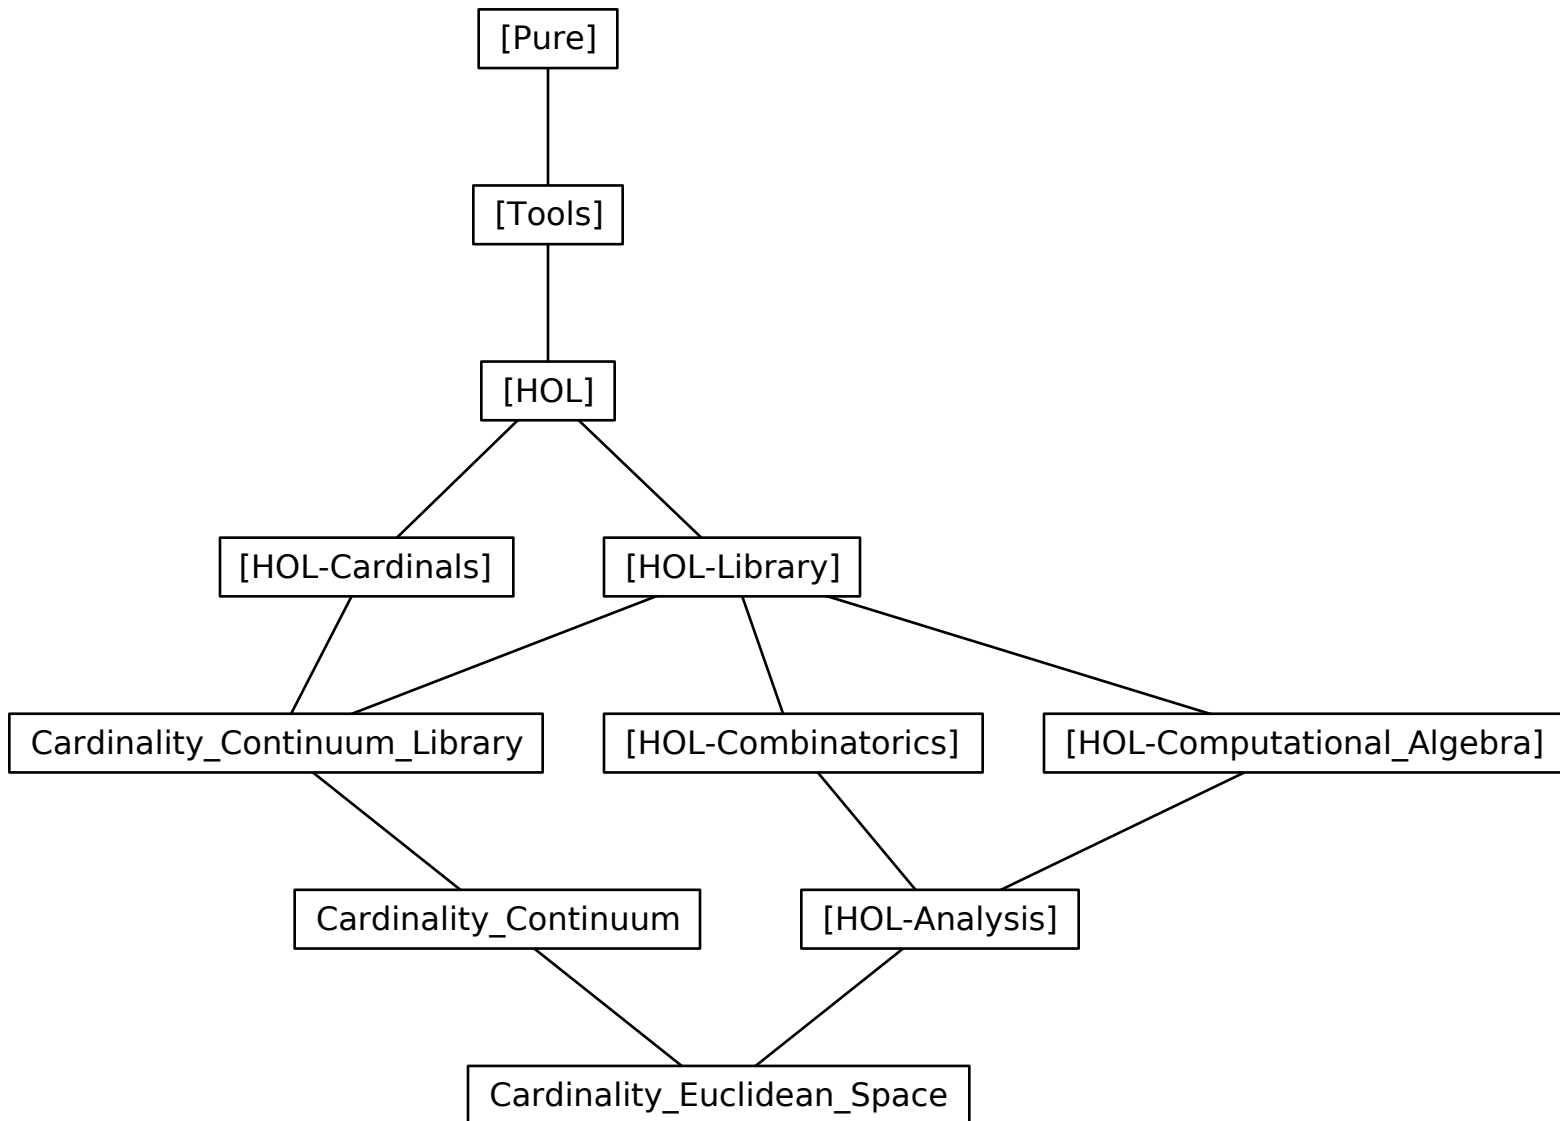 [Pure]
[Tools]
[HOL]
[HOL-Cardinals]
[HOL-Library]
Cardinality_Continuum_Library
[HOL-Combinatorics]
[HOL-Computational_Algebra]
Cardinality_Continuum
[HOL-Analysis]
Cardinality_Euclidean_Space